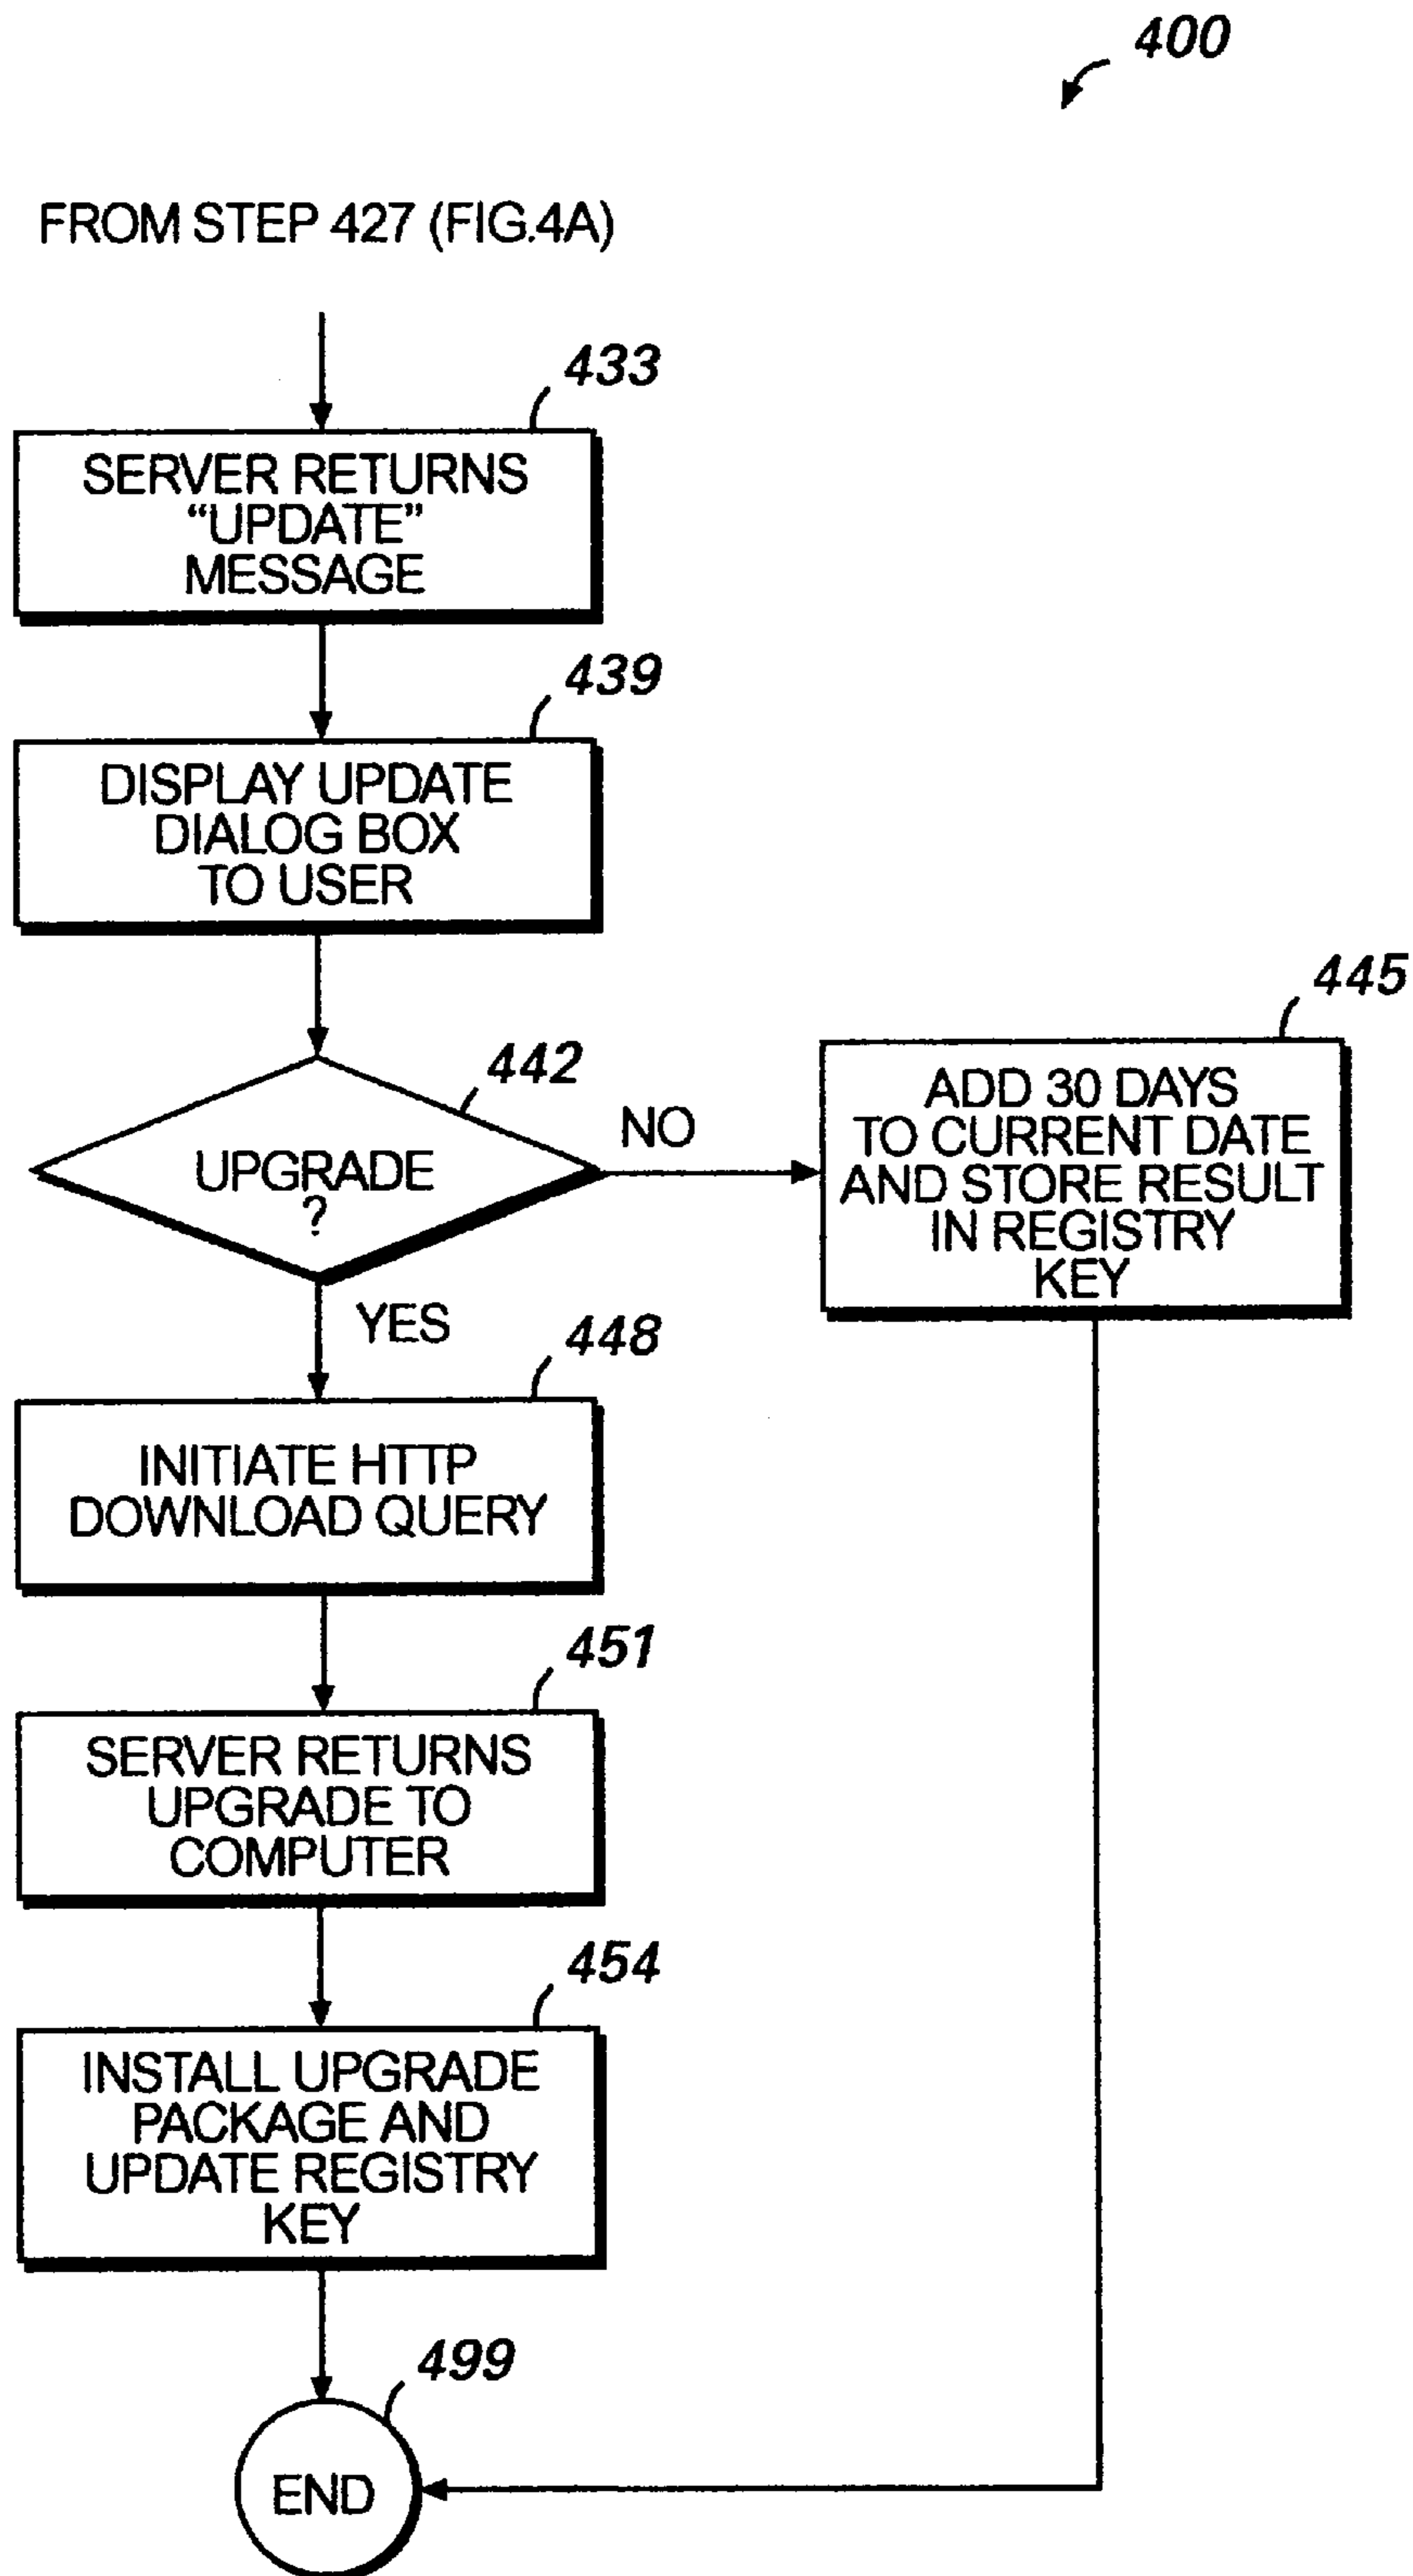 400
FROM STEP 427 (FIG.4A)
433
SERVER RETURNS
“UPDATE”
MESSAGE
439
DISPLAY UPDATE
DIALOG BOX
TO USER
442
UPGRADE
?
NO
445
ADD 30 DAYS
TO CURRENT DATE
AND STORE RESULT
IN REGISTRY
KEY
YES
448
INITIATE HTTP
DOWNLOAD QUERY
451
SERVER RETURNS
UPGRADE TO
COMPUTER
454
INSTALL UPGRADE
PACKAGE AND
UPDATE REGISTRY
KEY
499
END